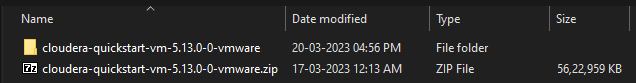 Name Date modified Type Size
cloudera-quickstart-vm-5.13.0-0-vmware 20-03-2023 04:56 PM File folder
cloudera-quickstart-vm-5.13.0-0-vmware.zip 17-03-2023 12:13 AM ZIP File 56,22,959 KB